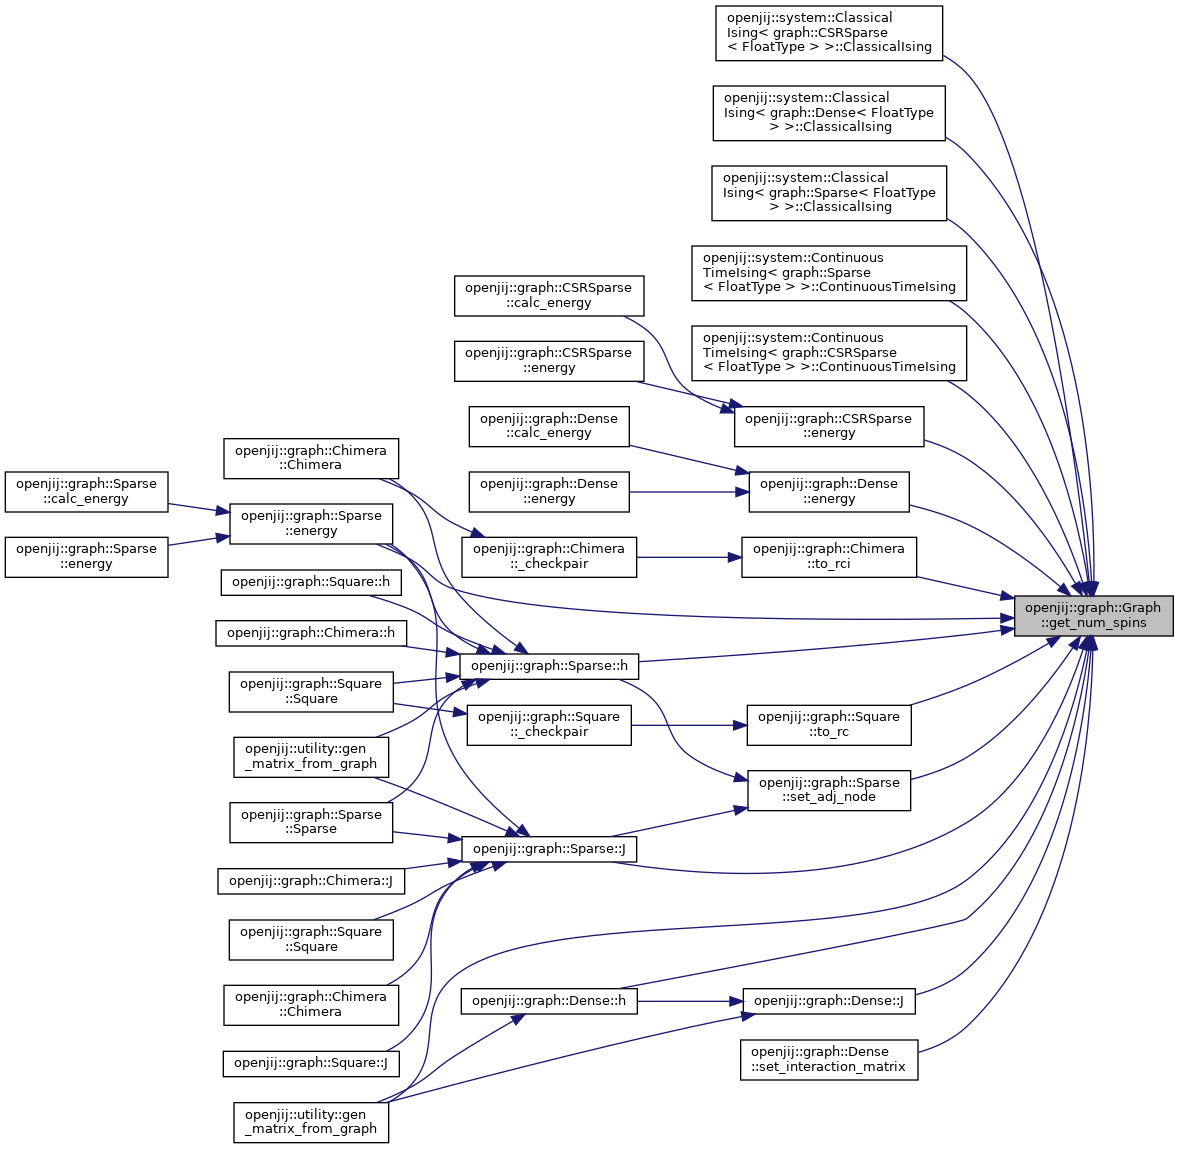 openjij::system::Classical
Ising< graph::CSRSparse
< FloatType > >::ClassicalIsing
openjij::system::Classical
Ising< graph::Dense< FloatType
> >::ClassicalIsing
openjij::system::Classical
Ising< graph::Sparse< FloatType
> >::ClassicalIsing
openjij::system::Continuous
TimeIsing< graph::Sparse
< FloatType > >::ContinuousTimeIsing
openjij::graph::CSRSparse
::calc_energy
openjij::system::Continuous
TimeIsing< graph::CSRSparse
< FloatType > >::ContinuousTimeIsing
openjij::graph::CSRSparse
::energy
openjij::graph::CSRSparse
::energy
openjij::graph::Dense
::calc_energy
openjij::graph::Chimera
::Chimera
openjij::graph::Sparse
::calc_energy
openjij::graph::Dense
::energy
openjij::graph::Dense
::energy
openjij::graph::Sparse
::energy
openjij::graph::Sparse
::energy
openjij::graph::Chimera
::_checkpair
openjij::graph::Chimera
::to_rci
openjij::graph::Square::h
openjij::graph::Graph
::get_num_spins
openjij::graph::Chimera::h
openjij::graph::Sparse::h
openjij::graph::Square
::Square
openjij::graph::Square
::_checkpair
openjij::graph::Square
::to_rc
openjij::utility::gen
_matrix_from_graph
openjij::graph::Sparse
::set_adj_node
openjij::graph::Sparse
::Sparse
openjij::graph::Sparse::J
openjij::graph::Chimera::J
openjij::graph::Square
::Square
openjij::graph::Chimera
::Chimera
openjij::graph::Dense::h
openjij::graph::Dense::J
openjij::graph::Square::J
openjij::graph::Dense
::set_interaction_matrix
openjij::utility::gen
_matrix_from_graph